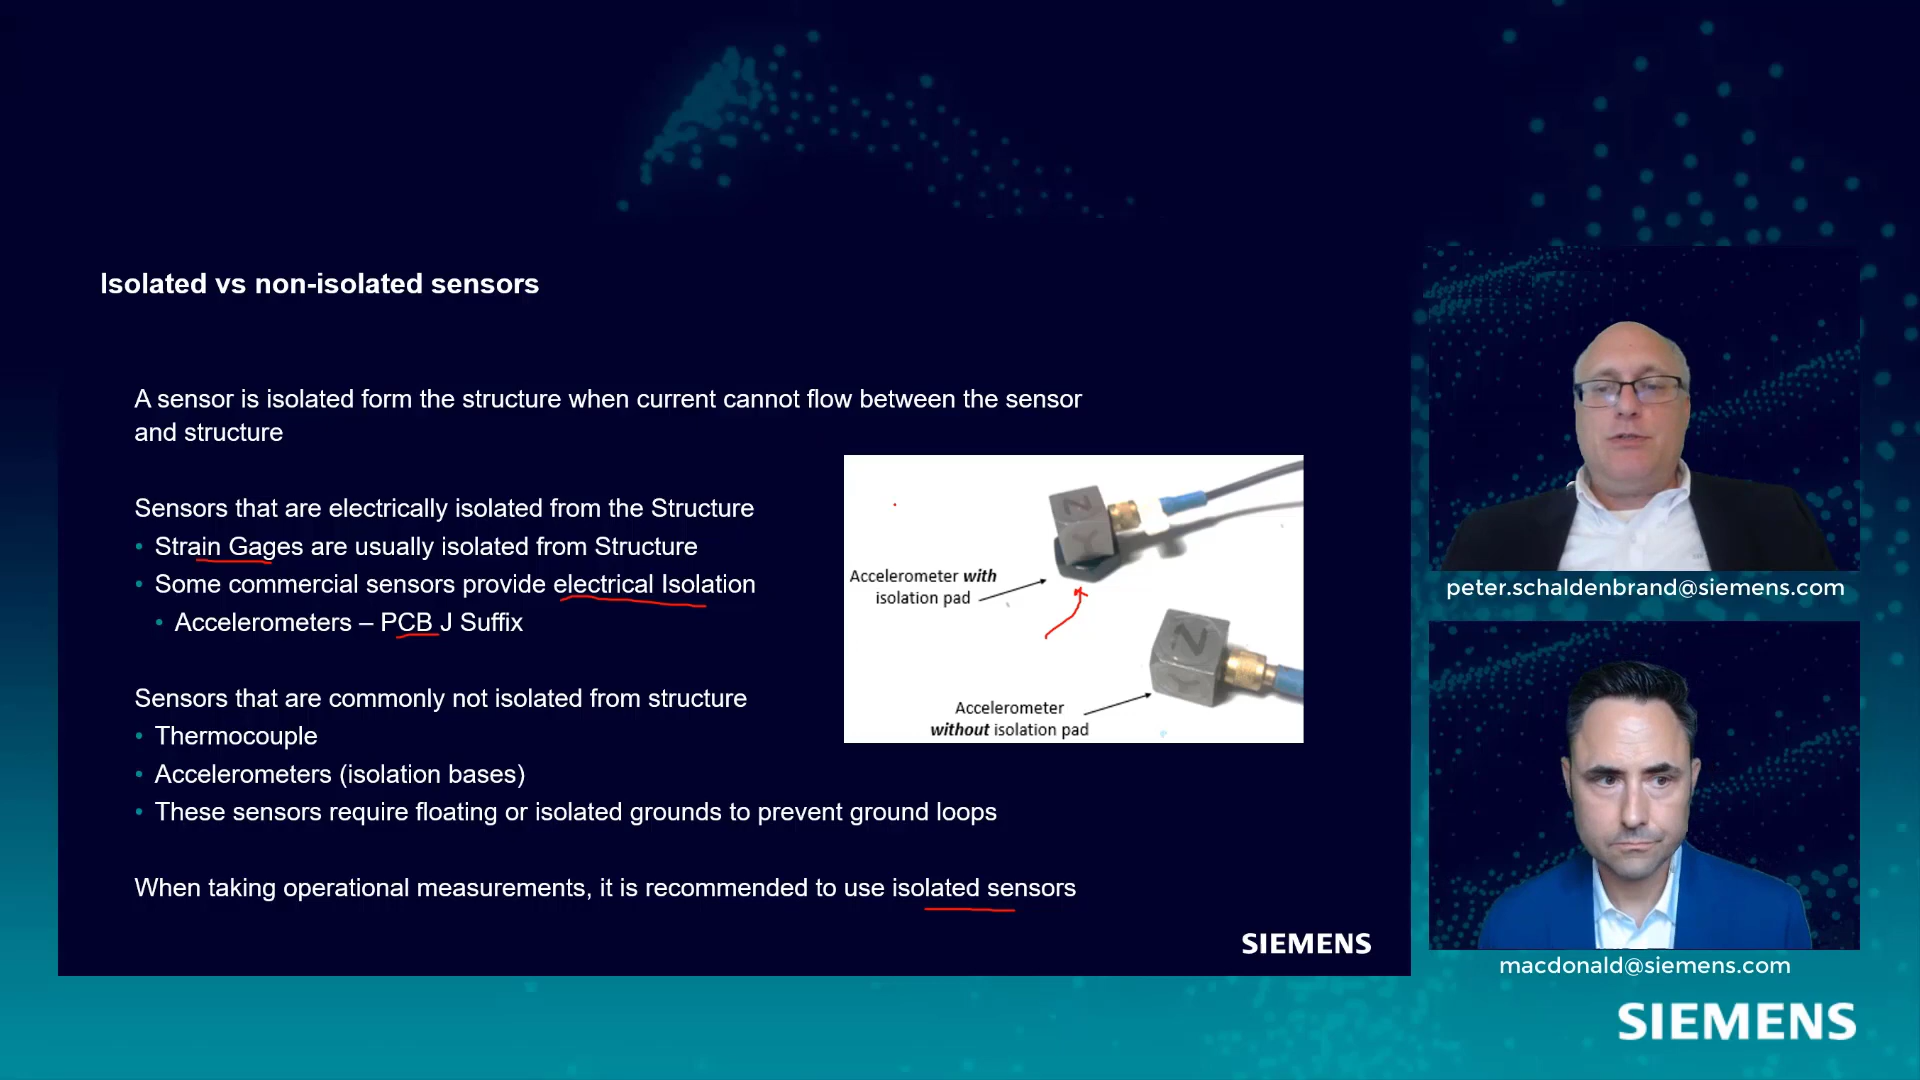 Isolated vs non-isolated sensors
A sensor is isolated form the structure when current cannot flow between the sensor
and structure
Sensors that are electrically isolated from the Structure
• Strain Gages are usually isolated from Structure
• Some commercial sensors provide electrical Isolation
• Accelerometers – PCB J Suffix
Sensors that are commonly not isolated from structure
• Thermocouple
• Accelerometers (isolation bases)
• These sensors require floating or isolated grounds to prevent ground loops
When taking operational measurements, it is recommended to use isolated sensors
Z
Y
Accelerometer with
isolation pad
Z
Y
Accelerometer
without isolation pad
SIEMENS
peter.schaldenbrand@siemens.com
macdonald@siemens.com
SIEMENS